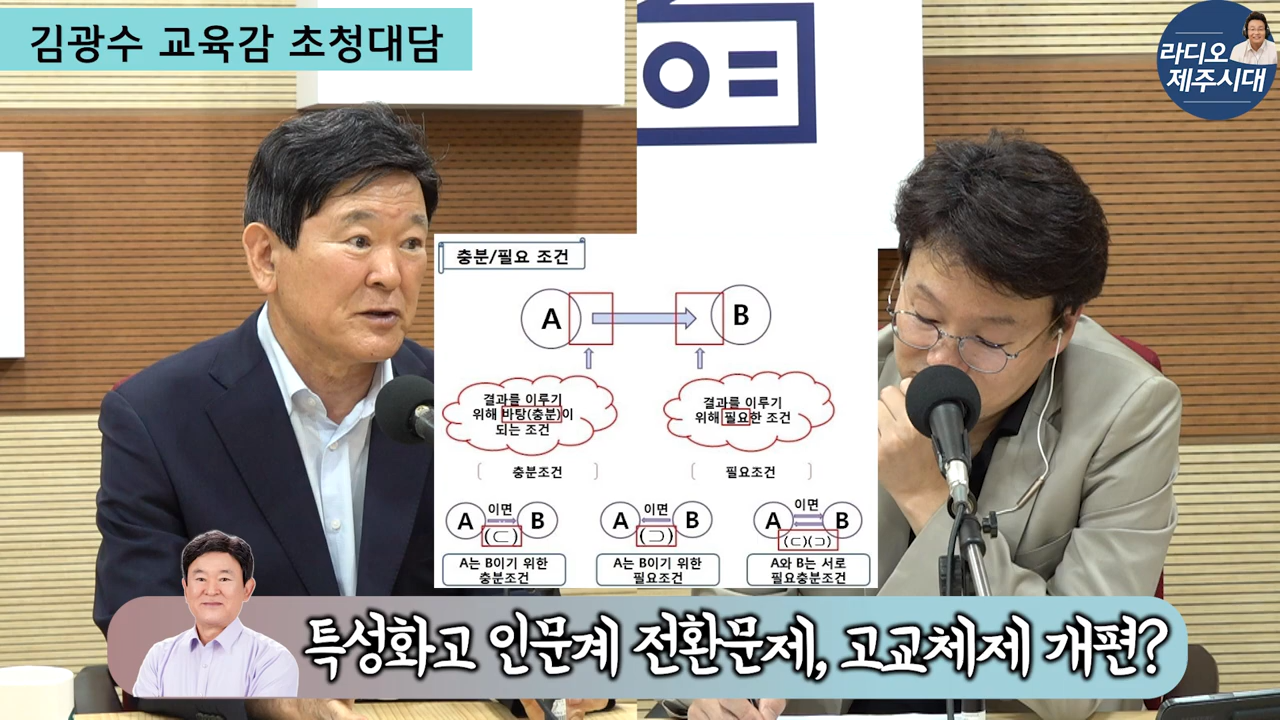 김광수 교육감 초청대담
라디오
제주시대
충분/필요 조건
A
B
결과를 이루기
위해 바탕(충분)이
되는 조건
결과를 이루기
위해 필요한 조건
충분조건
필요조건
A 이면 B
(⊂)
A 이면 B
(⊃)
A 이면 B
(⊂)(⊃)
A는 B이기 위한
충분조건
A는 B이기 위한
필요조건
A와 B는 서로
필요충분조건
특성화고 인문계 전환문제, 고교체제 개편?